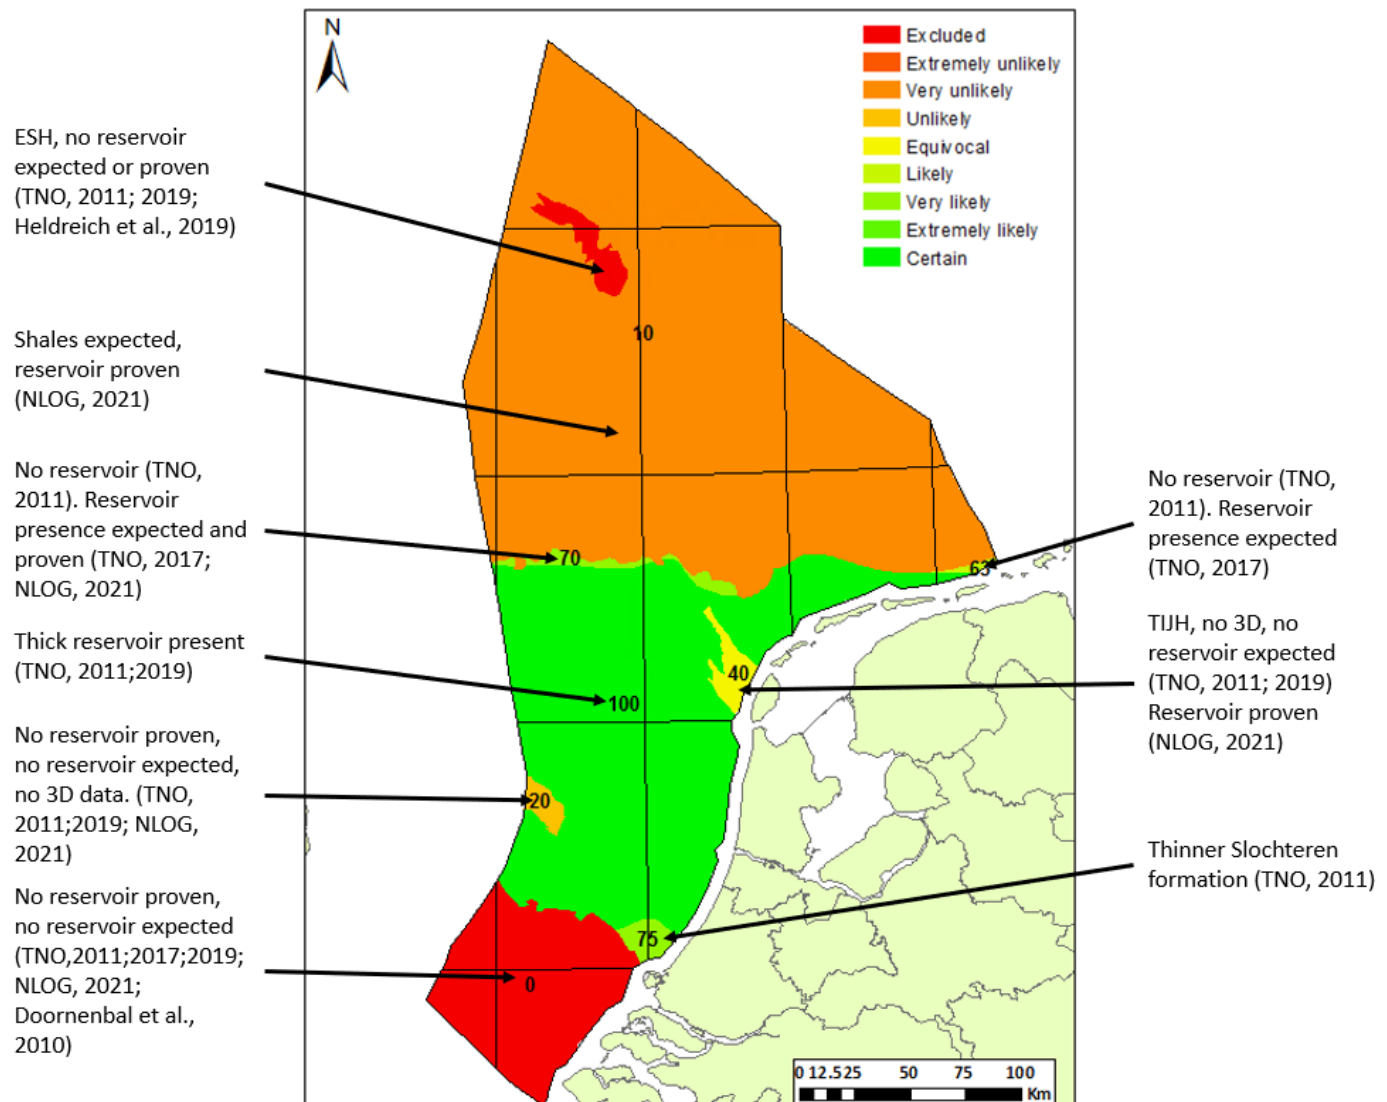 N
Excluded
Extremely unlikely
Very unlikely
Unlikely
Equivocal
Likely
Very likely
Extremely likely
Certain
ESH, no reservoir
expected or proven
(TNO, 2011; 2019;
Heldreich et al., 2019)
Shales expected,
reservoir proven
(NLOG, 2021)
No reservoir (TNO,
2011). Reservoir
presence expected and
proven (TNO, 2017;
NLOG, 2021)
Thick reservoir present
(TNO, 2011;2019)
No reservoir proven,
no reservoir expected,
no 3D data. (TNO,
2011;2019; NLOG,
2021)
No reservoir proven,
no reservoir expected
(TNO,2011;2017;2019;
NLOG, 2021;
Doornenbal et al.,
2010)
10
70
63
40
100
20
75
0
No reservoir (TNO,
2011). Reservoir
presence expected
(TNO, 2017)
TIJH, no 3D, no
reservoir expected
(TNO, 2011; 2019)
Reservoir proven
(NLOG, 2021)
Thinner Slochteren
formation (TNO, 2011)
0 12.525 50 75 100
Km